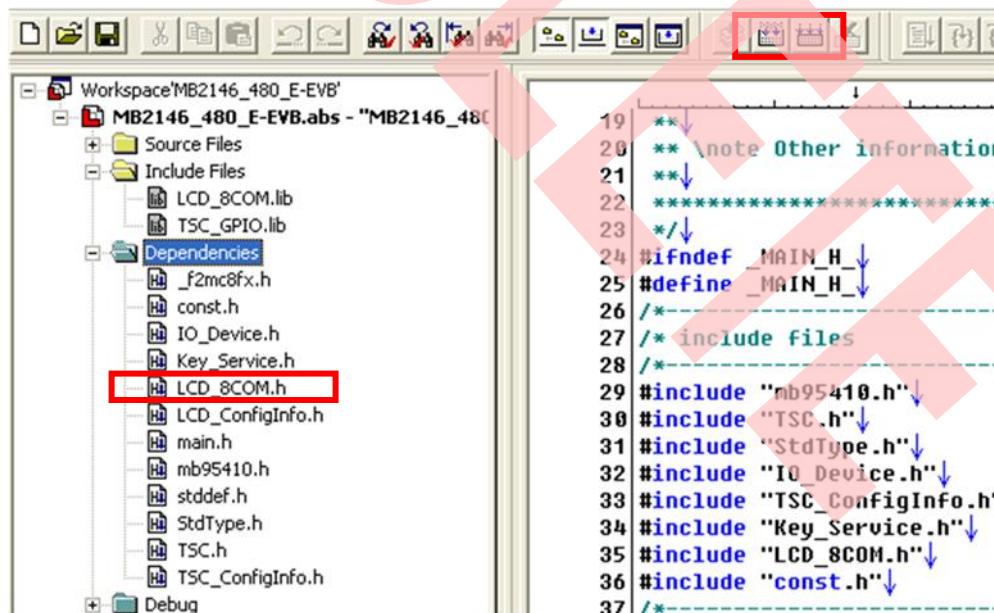 Workspace'MB2146_480_E-EVB'
MB2146_480_E-EVB.abs - "MB2146_48(
Source Files
Include Files
LCD_8COM.lib
TSC_GPIO.lib
Dependencies
_f2mc8fx.h
const.h
IO_Device.h
Key_Service.h
LCD_8COM.h
LCD_ConfigInfo.h
main.h
mb95410.h
stddef.h
StdType.h
TSC.h
TSC_ConfigInfo.h
Debug
19 **↓
20 ** \note Other information
21 **↓
22 ********************************
23 */↓
24 #ifndef _MAIN_H_↓
25 #define _MAIN_H_↓
26 /*-------------------------
27 /* include files
28 /*-------------------------
29 #include "mb95410.h"↓
30 #include "TSC.h"↓
31 #include "StdType.h"↓
32 #include "IO_Device.h"↓
33 #include "TSC_ConfigInfo.h"
34 #include "Key_Service.h"↓
35 #include "LCD_8COM.h"↓
36 #include "const.h"↓
37 /*-------------------------